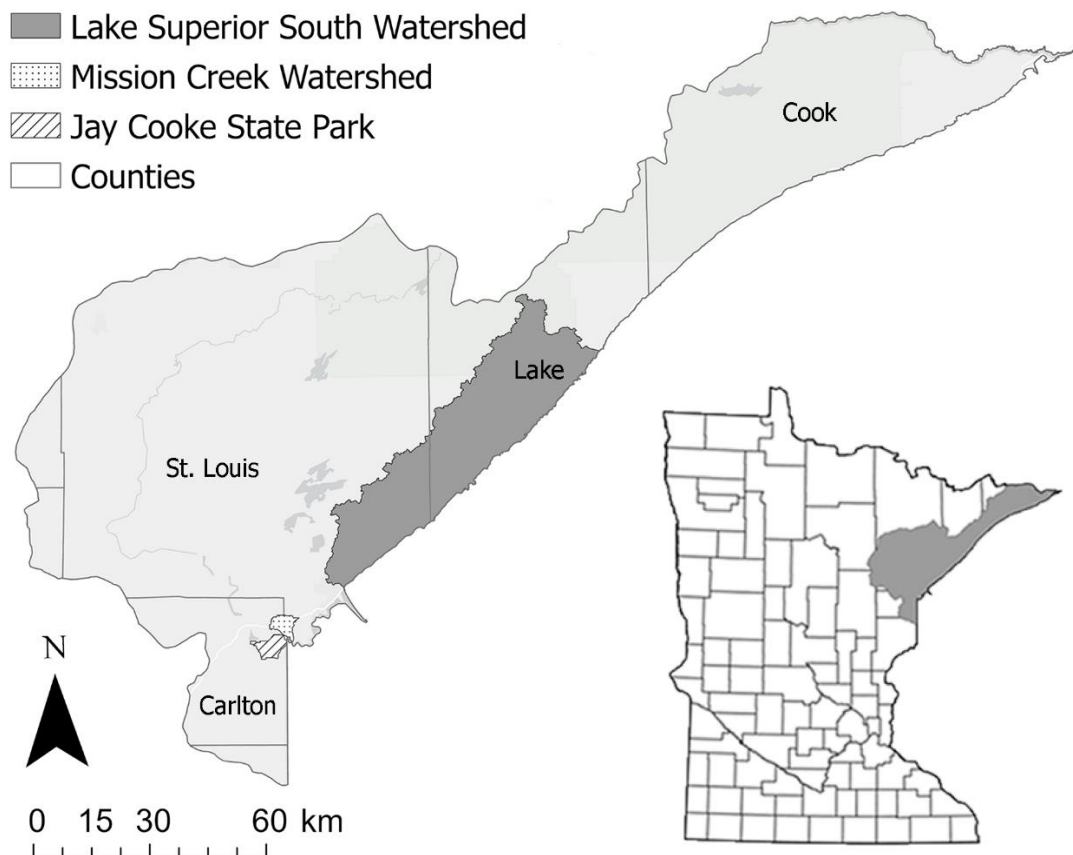 Lake Superior South Watershed
Mission Creek Watershed
Jay Cooke State Park
Counties
Cook
Lake
St. Louis
Carlton
N
0 15 30 60 km